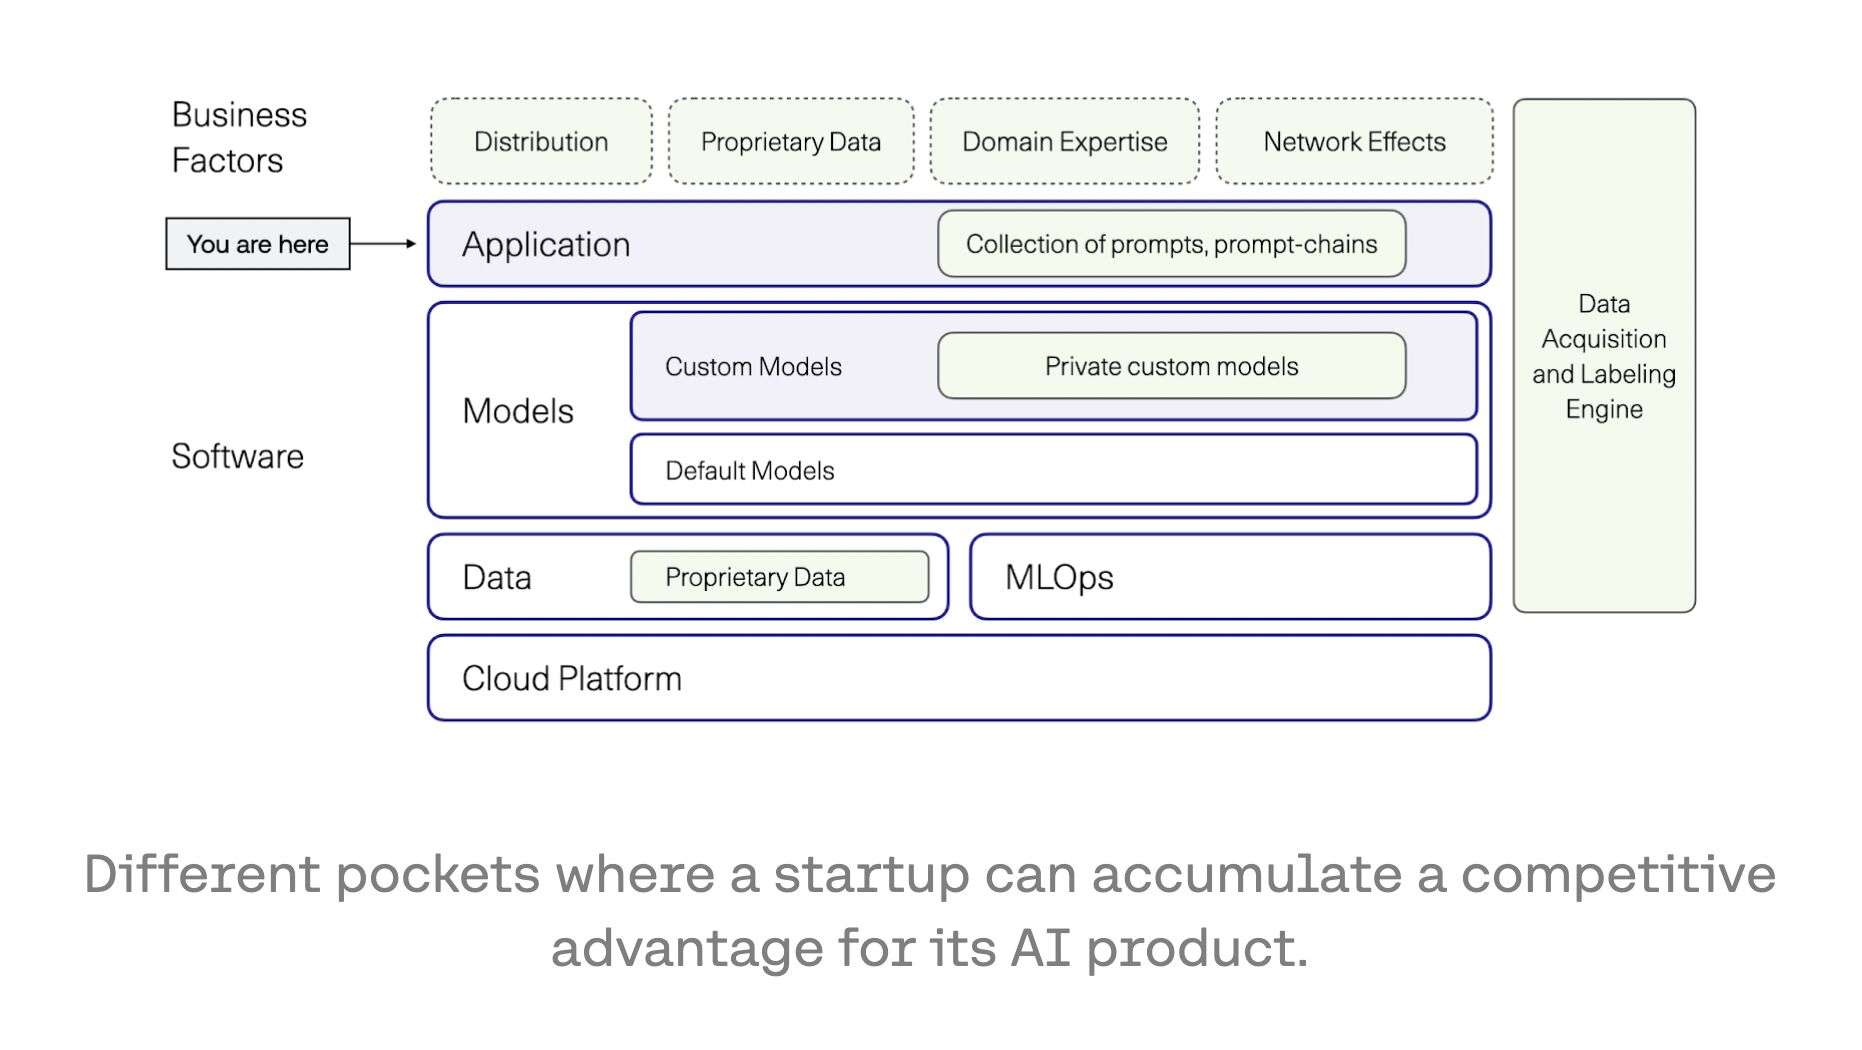 Business
Factors
Distribution
Proprietary Data
Domain Expertise
Network Effects
You are here
Application
Collection of prompts, prompt-chains
Software
Models
Custom Models
Private custom models
Default Models
Data
Proprietary Data
MLOps
Cloud Platform
Data
Acquisition
and Labeling
Engine
Different pockets where a startup can accumulate a competitive
advantage for its AI product.